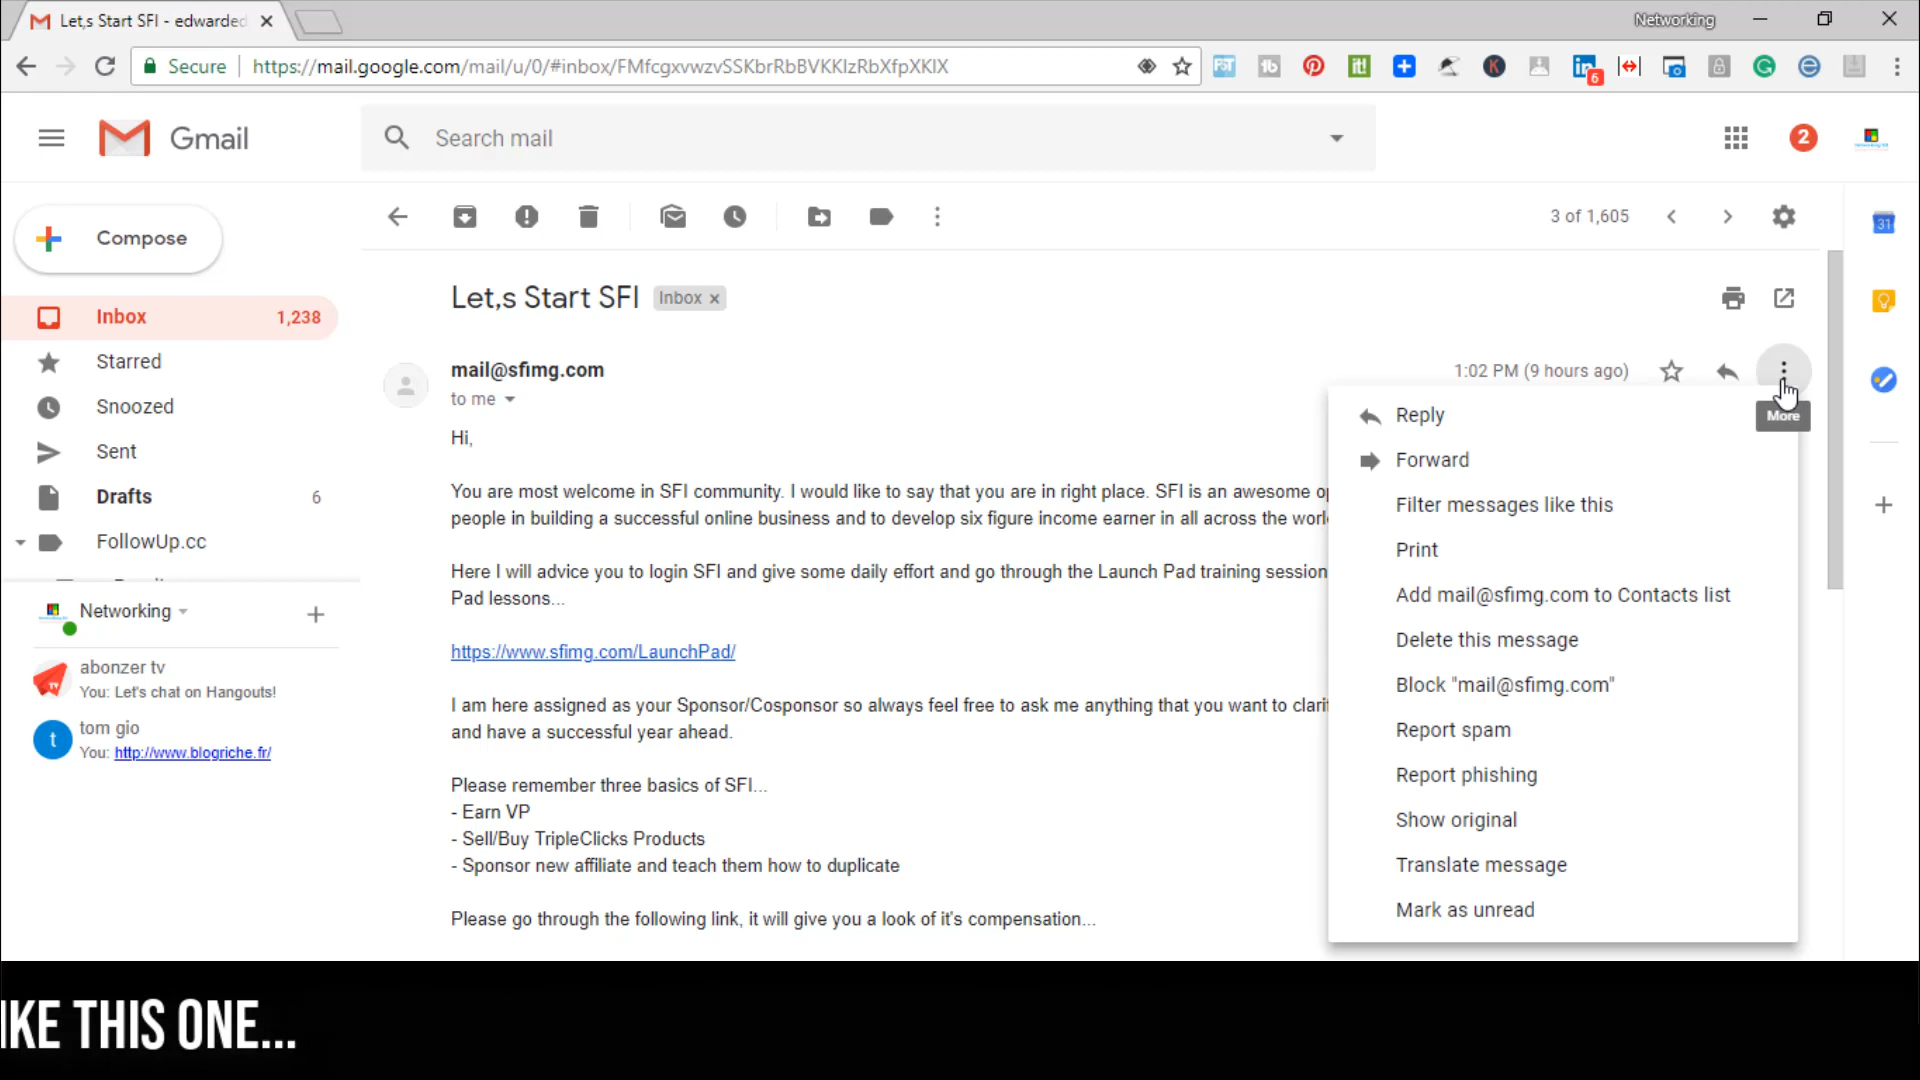 Let,s Start SFI - edwarded
Networking
Secure https://mail.google.com/mail/u/0/#inbox/FMfcgxvwzvSSKbrRbBVKKlzRbXfpXKlX
6
Gmail
Search mail
2
Compose
3 of 1,605
31
Let,s Start SFI
Inbox x
Inbox 1,238
Starred
Snoozed
Sent
Drafts 6
FollowUp.cc
Networking
abonzer tv
You: Let's chat on Hangouts!
t
tom gio
You: http://www.blogriche.fr/
mail@sfimg.com
1:02 PM (9 hours ago)
to me
Hi,
You are most welcome in SFI community. I would like to say that you are in right place. SFI is an awesome
people in building a successful online business and to develop six figure income earner in all across the
Here I will advice you to login SFI and give some daily effort and go through the Launch Pad training session
Pad lessons...
https://www.sfimg.com/LaunchPad/
I am here assigned as your Sponsor/Cosponsor so always feel free to ask me anything that you want to
and have a successful year ahead.
Please remember three basics of SFI...
- Earn VP
- Sell/Buy TripleClicks Products
- Sponsor new affiliate and teach them how to duplicate
Please go through the following link, it will give you a look of it's compensation...
More
Reply
Forward
Filter messages like this
Print
Add mail@sfimg.com to Contacts list
Delete this message
Block "mail@sfimg.com"
Report spam
Report phishing
Show original
Translate message
Mark as unread
IKE THIS ONE...